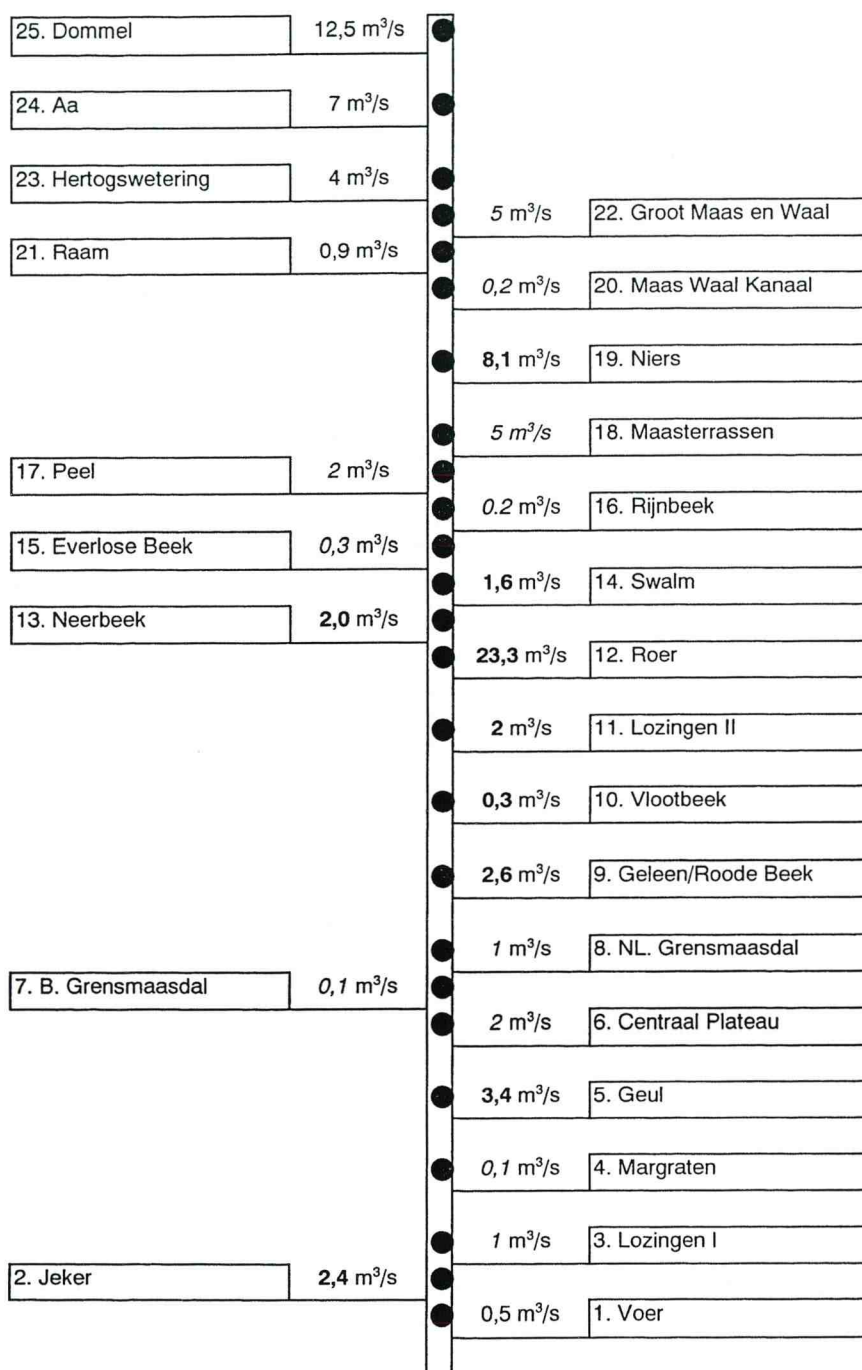 25. Dommel 12,5 m³/s
24. Aa 7 m³/s
23. Hertogswetering 4 m³/s
5 m³/s 22. Groot Maas en Waal
21. Raam 0,9 m³/s
0,2 m³/s 20. Maas Waal Kanaal
8,1 m³/s 19. Niers
5 m³/s 18. Maasterrassen
17. Peel 2 m³/s
0.2 m³/s 16. Rijnbeek
15. Everlose Beek 0,3 m³/s
1,6 m³/s 14. Swalm
13. Neerbeek 2,0 m³/s
23,3 m³/s 12. Roer
2 m³/s 11. Lozingen II
0,3 m³/s 10. Vlootbeek
2,6 m³/s 9. Geleen/Roode Beek
1 m³/s 8. NL. Grensmaasdal
7. B. Grensmaasdal 0,1 m³/s
2 m³/s 6. Centraal Plateau
3,4 m³/s 5. Geul
0,1 m³/s 4. Margraten
1 m³/s 3. Lozingen I
2. Jeker 2,4 m³/s
0,5 m³/s 1. Voer